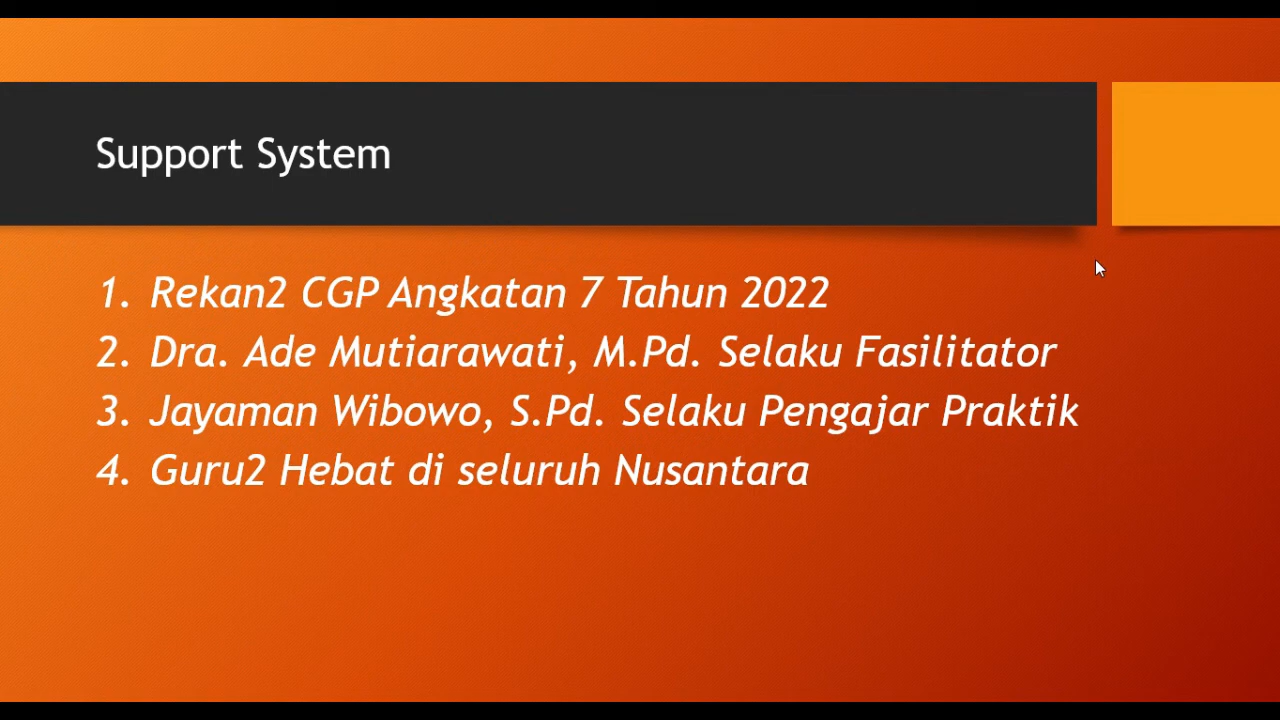 Support System
1. Rekan2 CGP Angkatan 7 Tahun 2022
2. Dra. Ade Mutiarawati, M.Pd. Selaku Fasilitator
3. Jayaman Wibowo, S.Pd. Selaku Pengajar Praktik
4. Guru2 Hebat di seluruh Nusantara